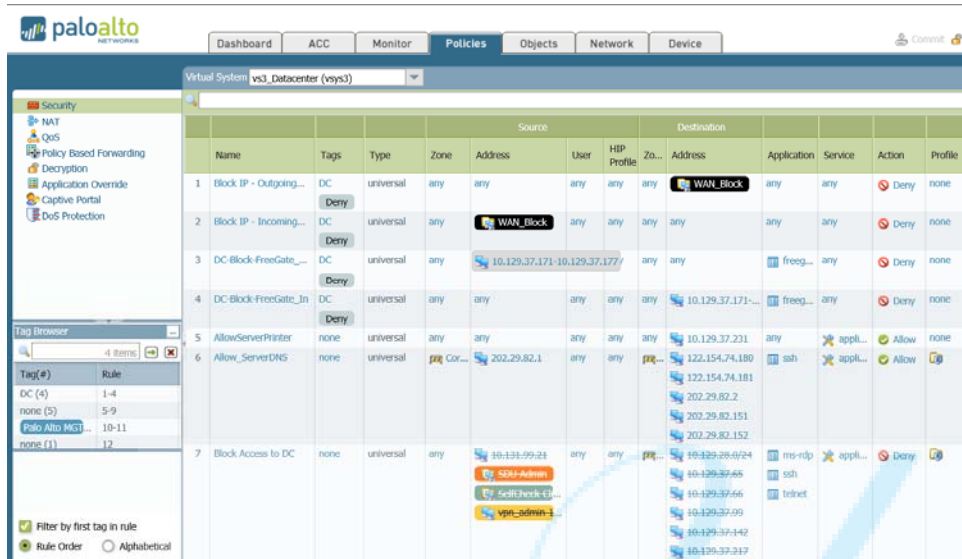 paloalto
NETWORKS
Dashboard ACC Monitor Policies Objects Network Device Commit
Virtual System vs3_Datacenter (vsys3)
Security
NAT
QoS
Policy Based Forwarding
Decryption
Application Override
Captive Portal
DoS Protection
Source Destination
Name Tags Type Zone Address User HIP Profile Zo... Address Application Service Action Profile
1 Block IP - Outgoing... DC universal any any any any any WAN_Block any any Deny none
Deny
2 Block IP - Incoming... DC universal any WAN_Block any any any any any any Deny none
Deny
3 DC-Block-FreeGate_... DC universal any 10.129.37.171-10.129.37.177/ any any freeg... any Deny none
Deny
4 DC-Block-FreeGate_In DC universal any any any any any 10.129.37.171-... freeg... any Deny none
Deny
5 AllowServerPrinter none universal any any any any any 10.129.37.231 any appli... Allow none
6 Allow_ServerDNS none universal Cor... 202.29.82.1 any any 122.154.74.180 ssh appli... Allow
122.154.74.181
202.29.82.2
202.29.82.151
202.29.82.152
7 Block Access to DC none universal any 10.131.99.21 any any 10.129.28.0/24 ms-rdp appli... Deny
SDU-Admin 10.129.37.65 ssh
SelfCheck-Cl... 10.129.37.66 telnet
vpn_admin-1... 10.129.37.99
10.129.37.142
10.129.37.217
Tag Browser
4 items
Tag(#) Rule
DC (4) 1-4
none (5) 5-9
Palo Alto MGT... 10-11
none (1) 12
Filter by first tag in rule
Rule Order Alphabetical